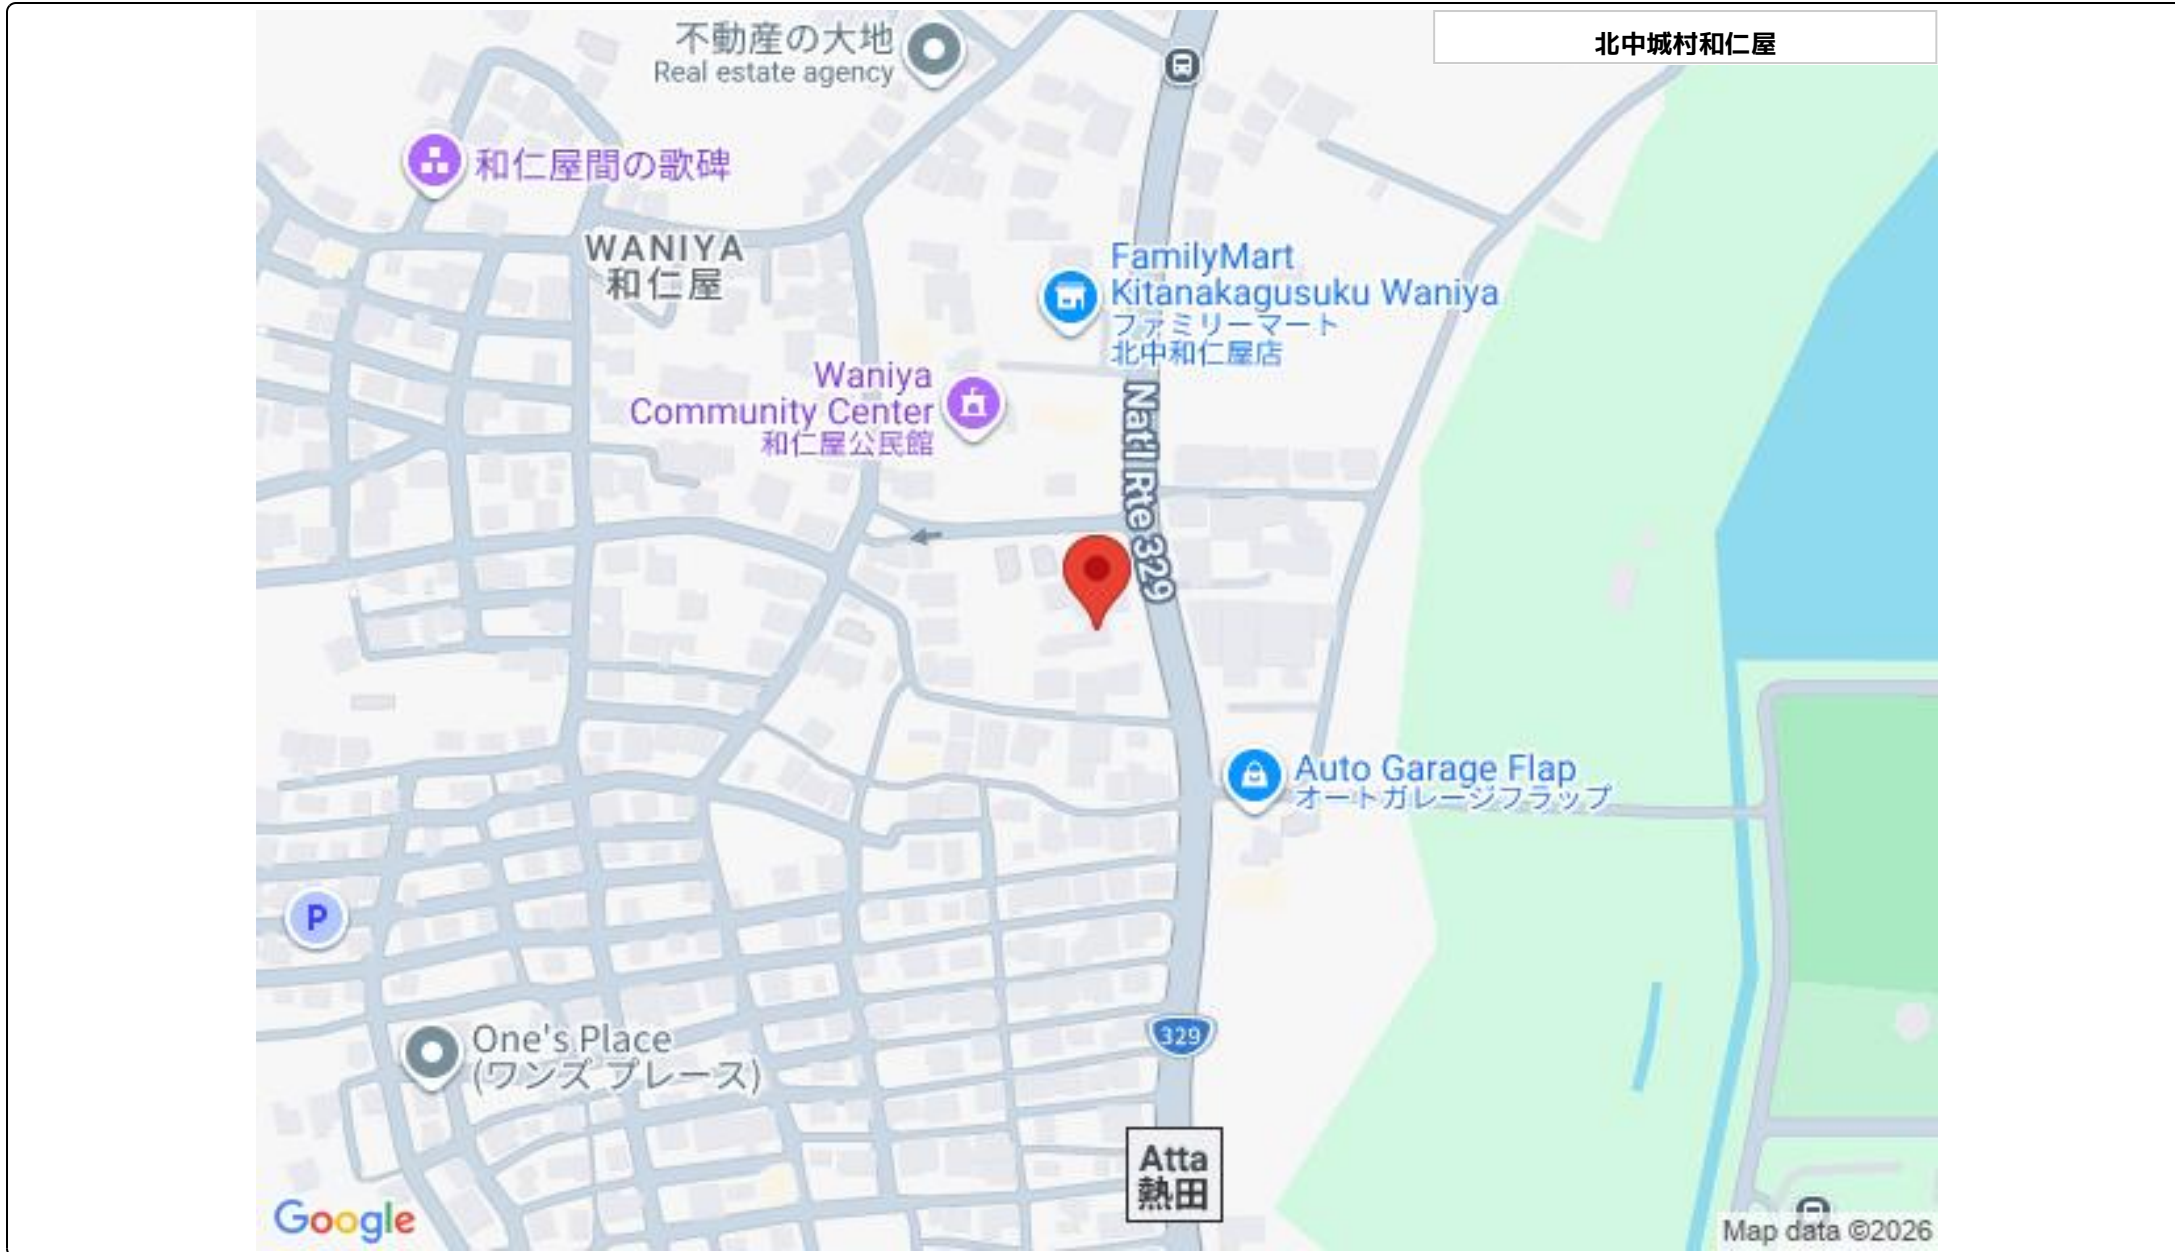 不動産の大地
Real estate agency
北中城村和仁屋
和仁屋間の歌碑
WANIYA
和仁屋
FamilyMart
Kitanakagusuku Waniya
ファミリーマート
北中和仁屋店
Waniya
Community Center
和仁屋公民館
Nat'l Rte 329
Auto Garage Flap
オートガレージフラップ
P
One's Place
(ワンズ プレース)
329
Atta
熱田
Google
Map data ©2026